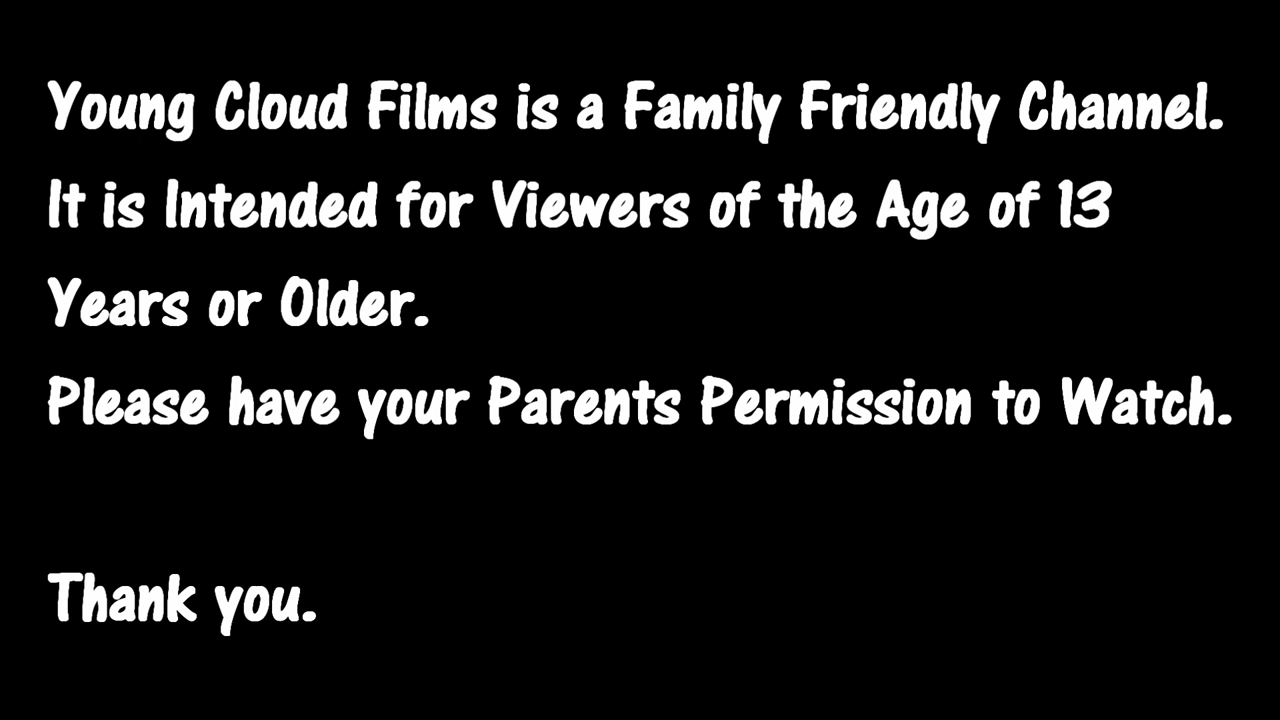 Young Cloud Films is a Family Friendly Channel.
It is Intended for Viewers of the Age of 13
Years or Older.
Please have your Parents Permission to Watch.
Thank you.